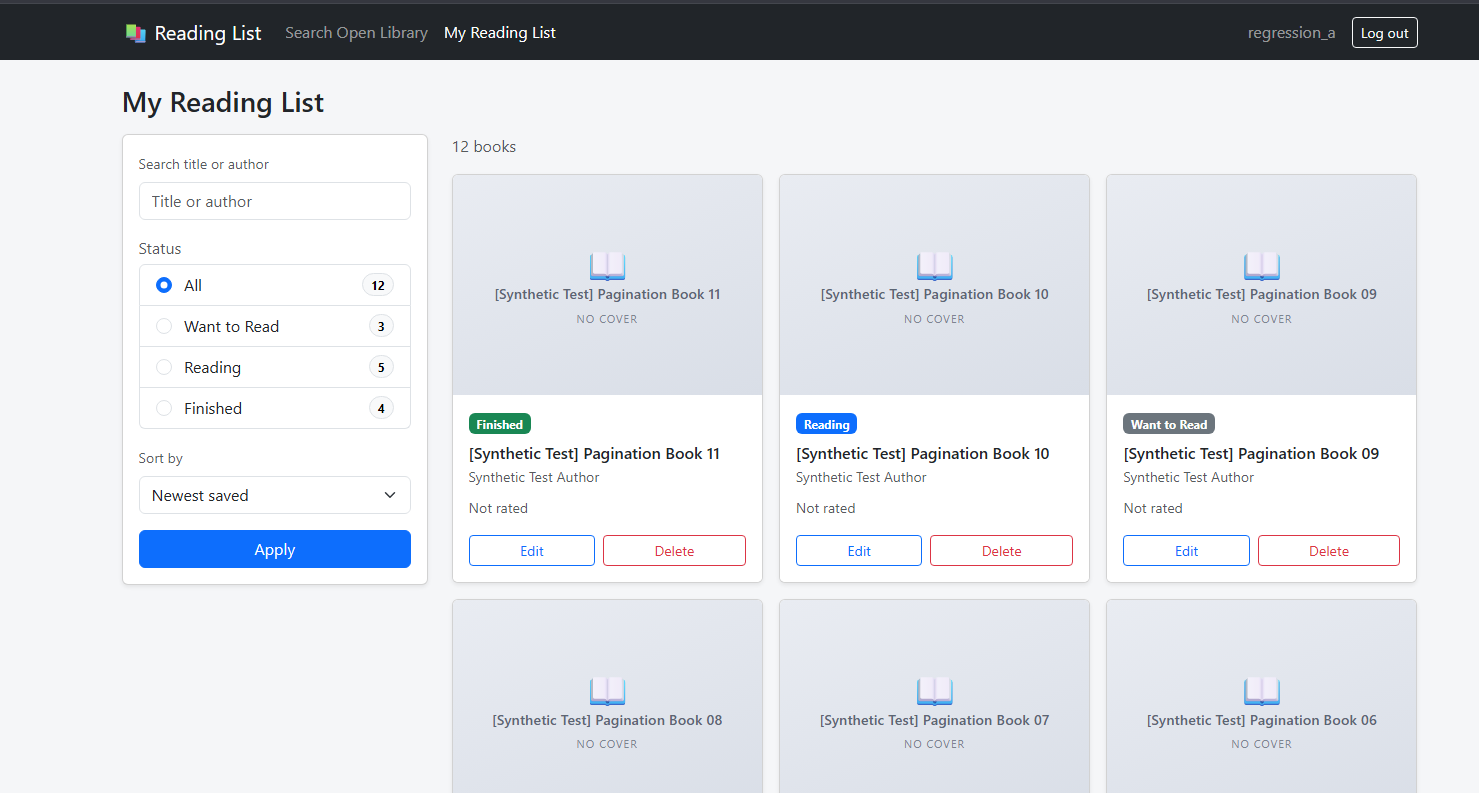 Reading List Search Open Library My Reading List regression_a Log out
My Reading List
Search title or author
Title or author
Status
All 12
Want to Read 3
Reading 5
Finished 4
Sort by
Newest saved
Apply
12 books
[Synthetic Test] Pagination Book 11
NO COVER
Finished
[Synthetic Test] Pagination Book 11
Synthetic Test Author
Not rated
Edit Delete
[Synthetic Test] Pagination Book 10
NO COVER
Reading
[Synthetic Test] Pagination Book 10
Synthetic Test Author
Not rated
Edit Delete
[Synthetic Test] Pagination Book 09
NO COVER
Want to Read
[Synthetic Test] Pagination Book 09
Synthetic Test Author
Not rated
Edit Delete
[Synthetic Test] Pagination Book 08
NO COVER
[Synthetic Test] Pagination Book 07
NO COVER
[Synthetic Test] Pagination Book 06
NO COVER